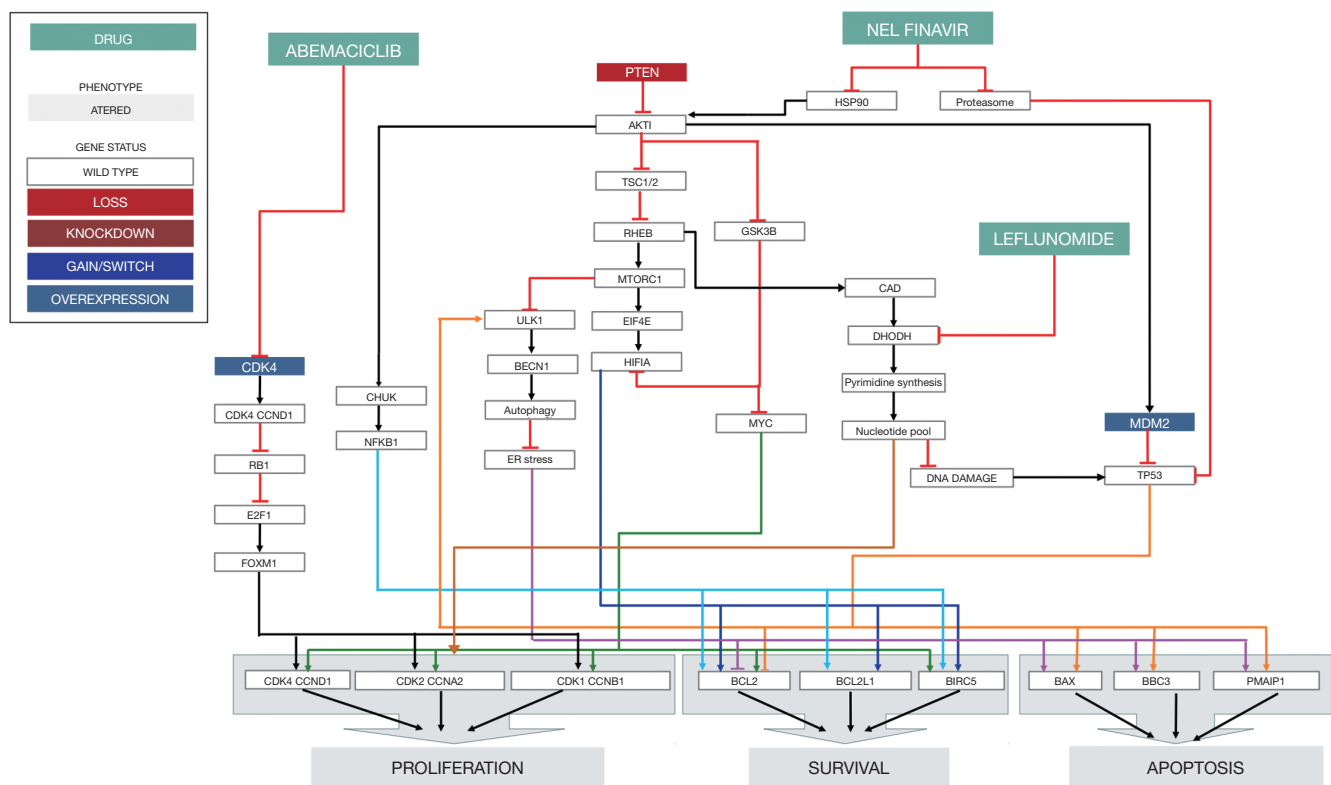 DRUG
PHENOTYPE
ATERED
GENE STATUS
WILD TYPE
LOSS
KNOCKDOWN
GAIN/SWITCH
OVEREXPRESSION
ABEMACICLIB
NEL FINAVIR
PTEN
HSP90
Proteasome
AKTI
TSC1/2
RHEB
GSK3B
LEFLUNOMIDE
MTORC1
CAD
ULK1
EIF4E
DHODH
CDK4
BECN1
HIFIA
Pyrimidine synthesis
CHUK
CDK4 CCND1
Autophagy
MYC
Nucleotide pool
MDM2
NFKB1
RB1
ER stress
DNA DAMAGE
TP53
E2F1
FOXM1
CDK4 CCND1
CDK2 CCNA2
CDK1 CCNB1
BCL2
BCL2L1
BIRC5
BAX
BBC3
PMAIP1
PROLIFERATION
SURVIVAL
APOPTOSIS